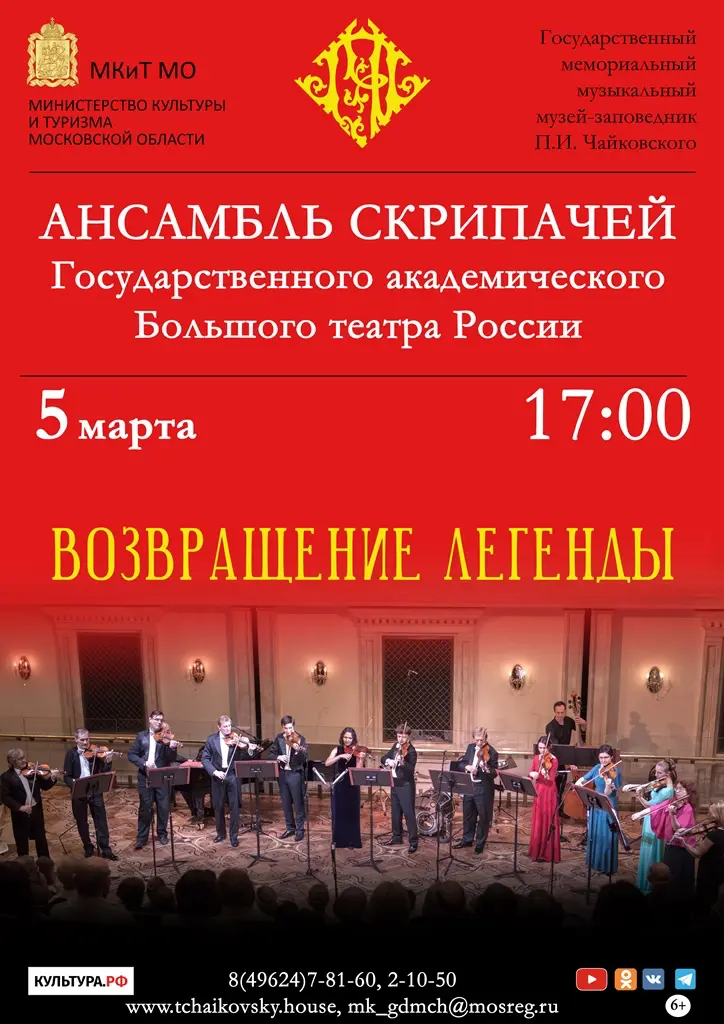 МКиТ МО
МИНИСТЕРСТВО КУЛЬТУРЫ
И ТУРИЗМА
МОСКОВСКОЙ ОБЛАСТИ
Государственный
мемориальный
музыкальный
музей-заповедник
П.И. Чайковского
АНСАМБЛЬ СКРИПАЧЕЙ
Государственного академического
Большого театра России
5 марта
17:00
ВОЗВРАЩЕНИЕ ЛЕГЕНДЫ
КУЛЬТУРА.РФ
8(49624)7-81-60, 2-10-50
www.tchaikovsky.house, mk_gdmch@mosreg.ru
6+